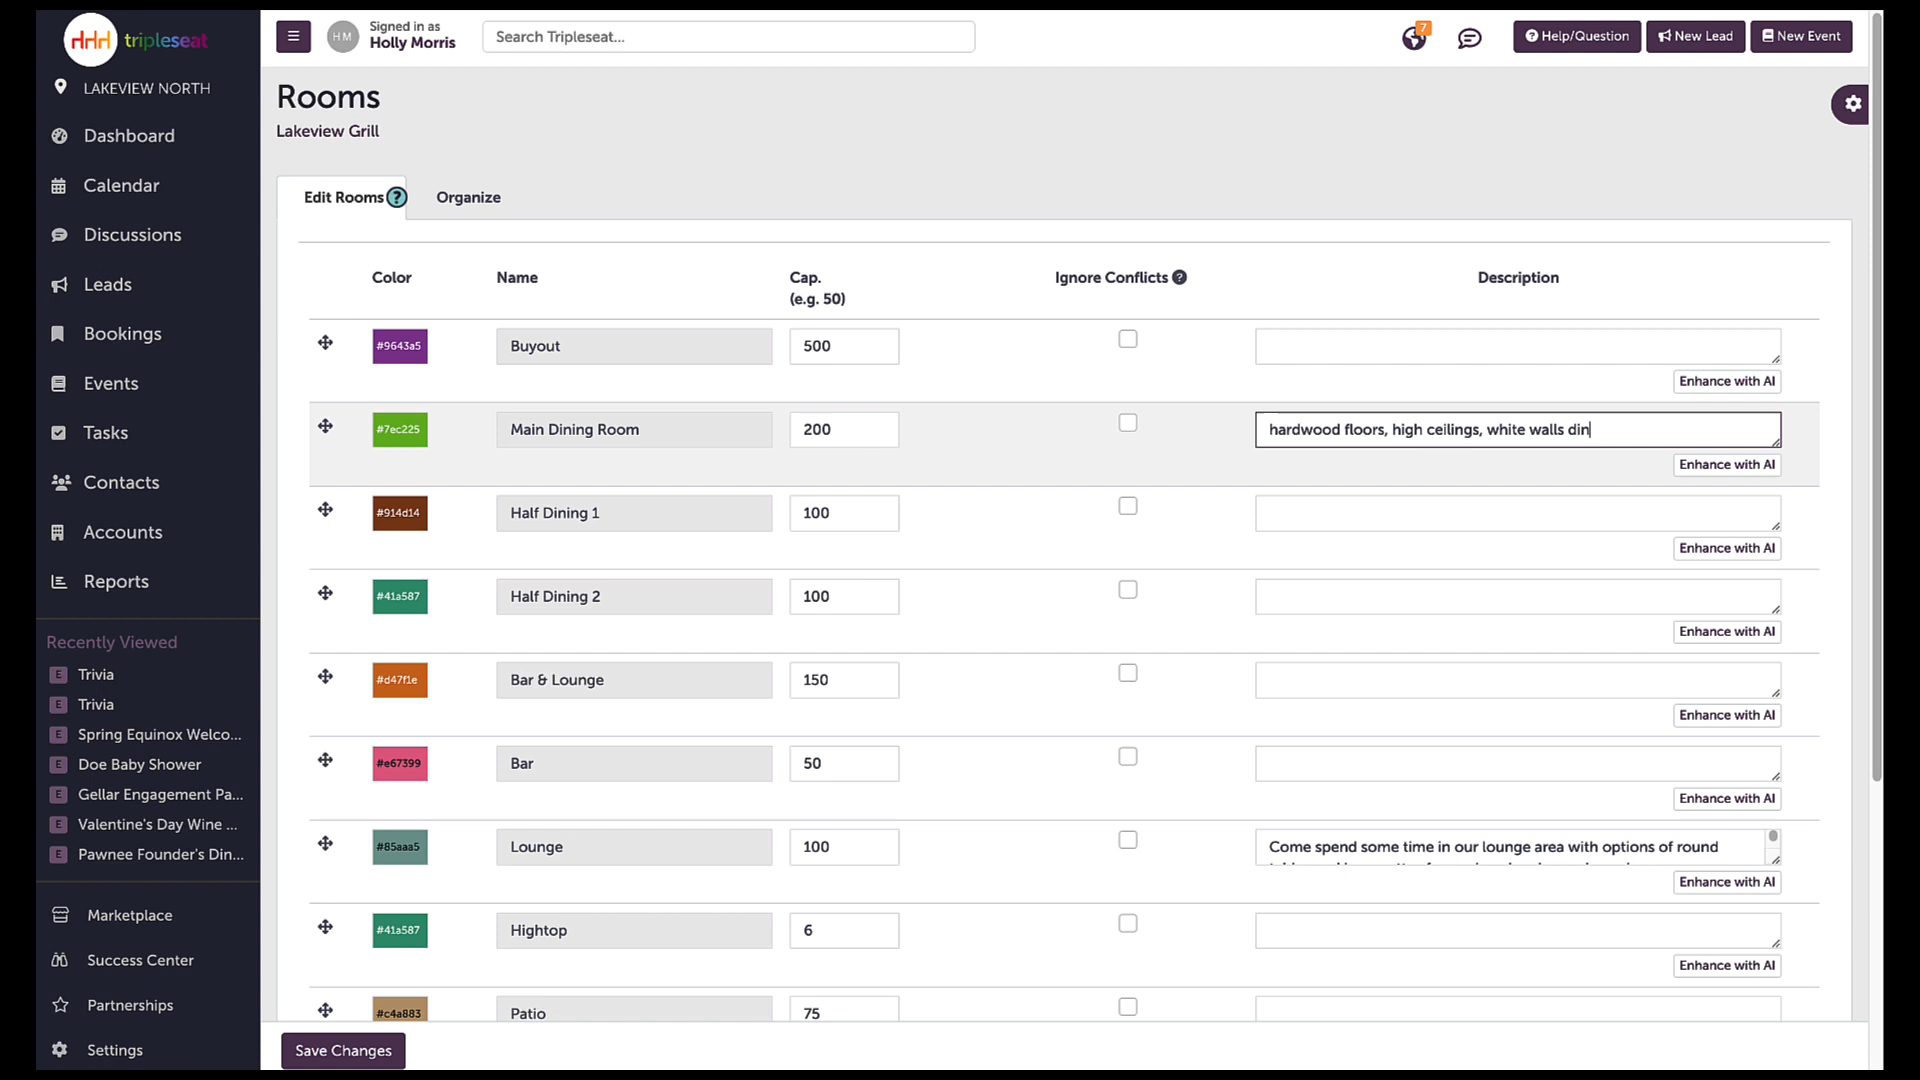 tripleseat
LAKEVIEW NORTH
Dashboard
Calendar
Discussions
Leads
Bookings
Events
Tasks
Contacts
Accounts
Reports
Recently Viewed
E Trivia
E Trivia
E Spring Equinox Welco...
E Doe Baby Shower
E Gellar Engagement Pa...
E Valentine's Day Wine ...
E Pawnee Founder's Din...
Marketplace
Success Center
Partnerships
Settings
HM
Signed in as
Holly Morris
Search Tripleseat...
7
Help/Question
New Lead
New Event
Rooms
Lakeview Grill
Edit Rooms ?
Organize
Color Name Cap. Ignore Conflicts ? Description
(e.g. 50)
#9643a5 Buyout 500
Enhance with AI
#7ec225 Main Dining Room 200 hardwood floors, high ceilings, white walls din
Enhance with AI
#914d14 Half Dining 1 100
Enhance with AI
#41a587 Half Dining 2 100
Enhance with AI
#d47f1e Bar & Lounge 150
Enhance with AI
#e67399 Bar 50
Enhance with AI
#85aaa5 Lounge 100 Come spend some time in our lounge area with options of round
Enhance with AI
#41a587 Hightop 6
Enhance with AI
#c4a883 Patio 75
Save Changes